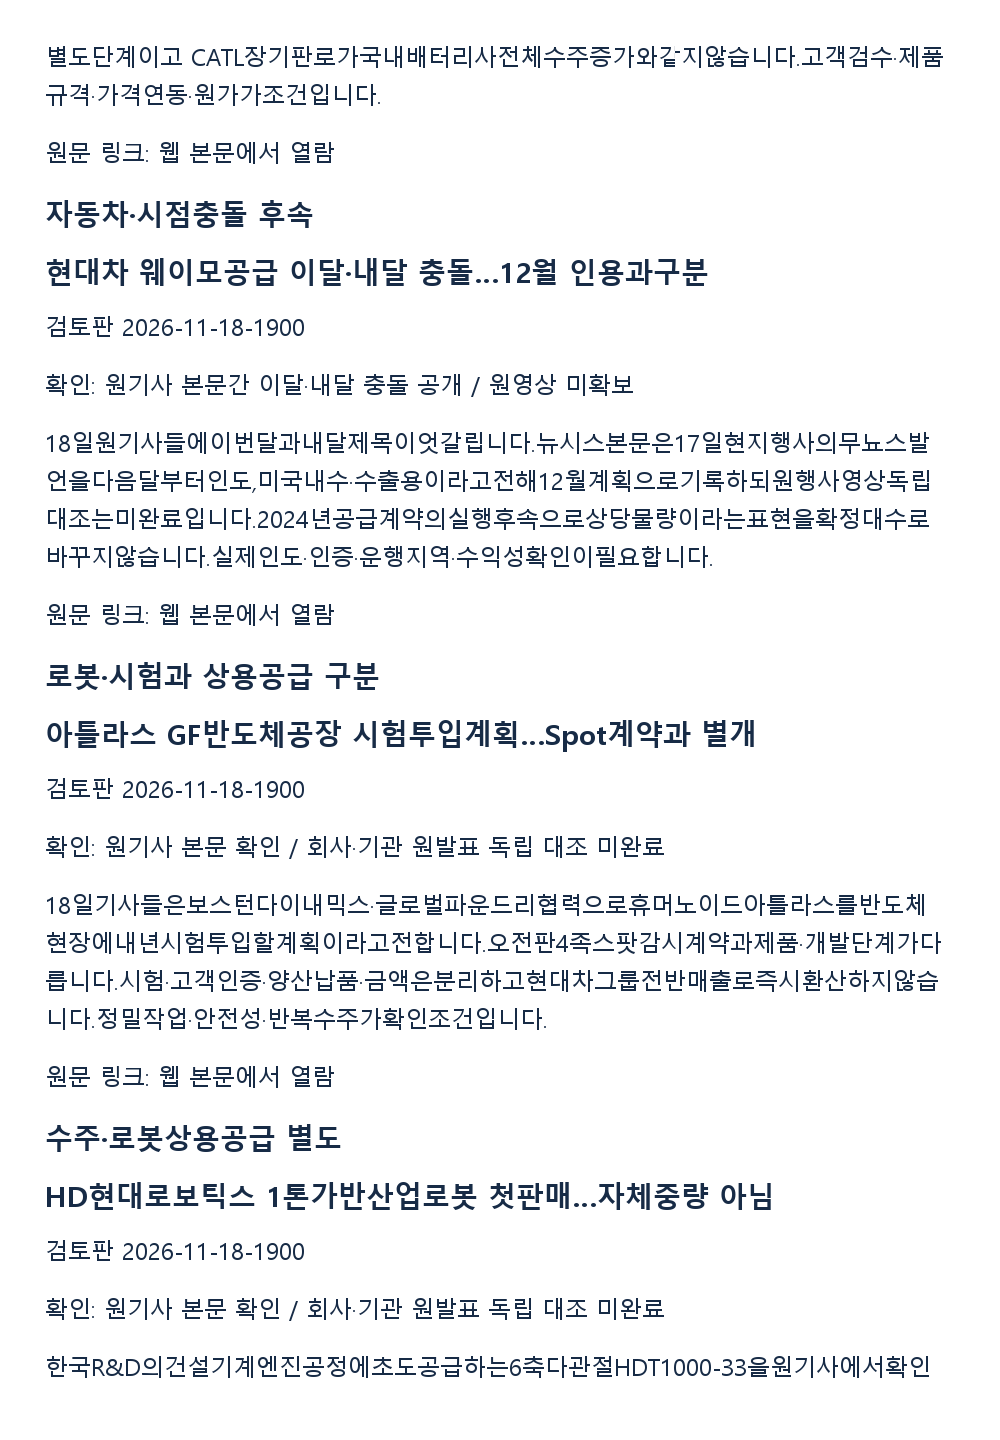 별도단계이고 CATL장기판로가국내배터리사전체수주증가와같지않습니다.고객검수·제품
규격·가격연동·원가가조건입니다.
원문 링크: 웹 본문에서 열람
자동차·시점충돌 후속
현대차 웨이모공급 이달·내달 충돌…12월 인용과구분
검토판 2026-11-18-1900
확인: 원기사 본문간 이달·내달 충돌 공개 / 원영상 미확보
18일원기사들에이번달과내달제목이엇갈립니다.뉴시스본문은17일현지행사의무뇨스발
언을다음달부터인도,미국내수·수출용이라고전해12월계획으로기록하되원행사영상독립
대조는미완료입니다.2024년공급계약의실행후속으로상당물량이라는표현을확정대수로
바꾸지않습니다.실제인도·인증·운행지역·수익성확인이필요합니다.
원문 링크: 웹 본문에서 열람
로봇·시험과 상용공급 구분
아틀라스 GF반도체공장 시험투입계획…Spot계약과 별개
검토판 2026-11-18-1900
확인: 원기사 본문 확인 / 회사·기관 원발표 독립 대조 미완료
18일기사들은보스턴다이내믹스·글로벌파운드리협력으로휴머노이드아틀라스를반도체
현장에내년시험투입할계획이라고전합니다.오전판4족스팟감시계약과제품·개발단계가다
릅니다.시험·고객인증·양산납품·금액은분리하고현대차그룹전반매출로즉시환산하지않습
니다.정밀작업·안전성·반복수주가확인조건입니다.
원문 링크: 웹 본문에서 열람
수주·로봇상용공급 별도
HD현대로보틱스 1톤가반산업로봇 첫판매…자체중량 아님
검토판 2026-11-18-1900
확인: 원기사 본문 확인 / 회사·기관 원발표 독립 대조 미완료
한국R&D의건설기계엔진공정에초도공급하는6축다관절HDT1000-33을원기사에서확인